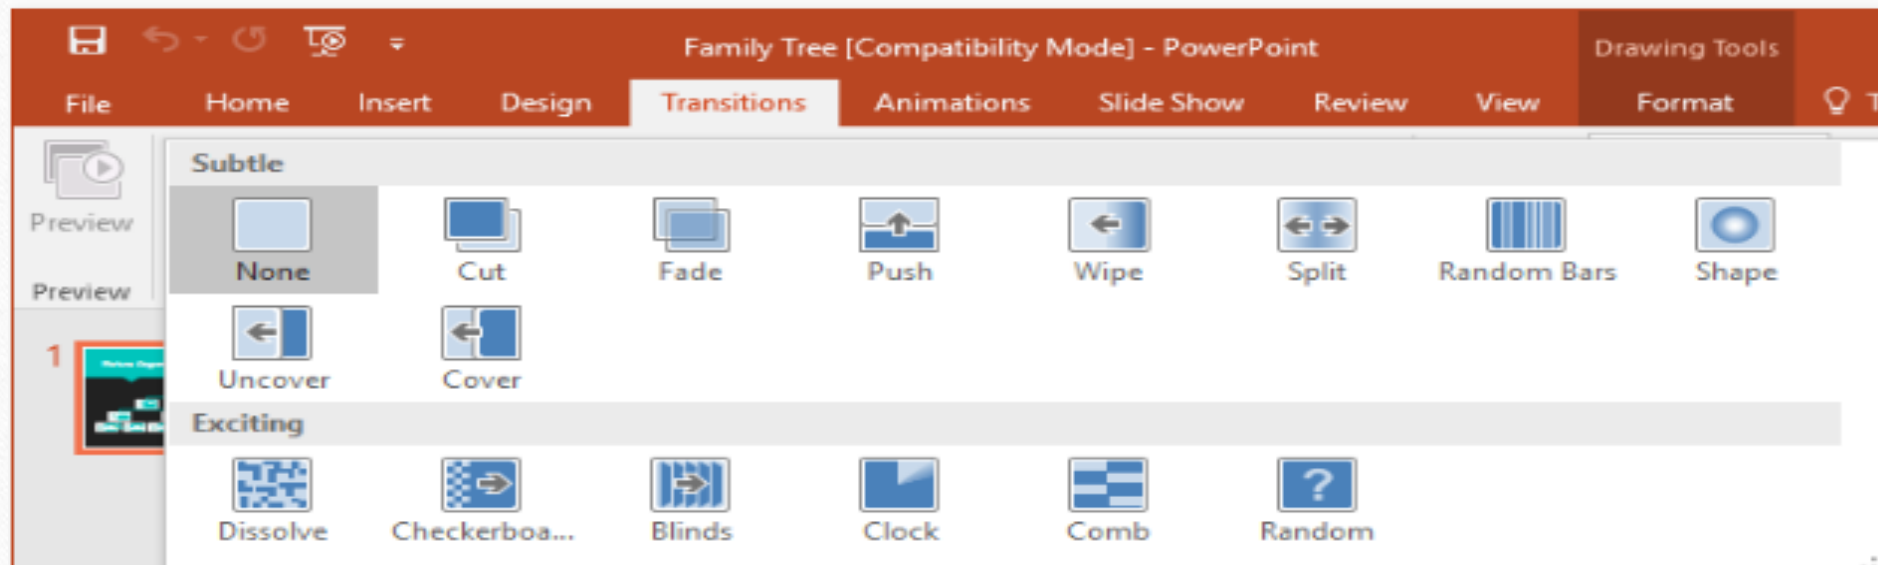 Family Tree [Compatibility Mode] - PowerPoint
Drawing Tools
File Home Insert Design Transitions Animations Slide Show Review View Format
Preview
Preview
Subtle
None Cut Fade Push Wipe Split Random Bars Shape
Uncover Cover
Exciting
Dissolve Checkerboa... Blinds Clock Comb ? Random
1